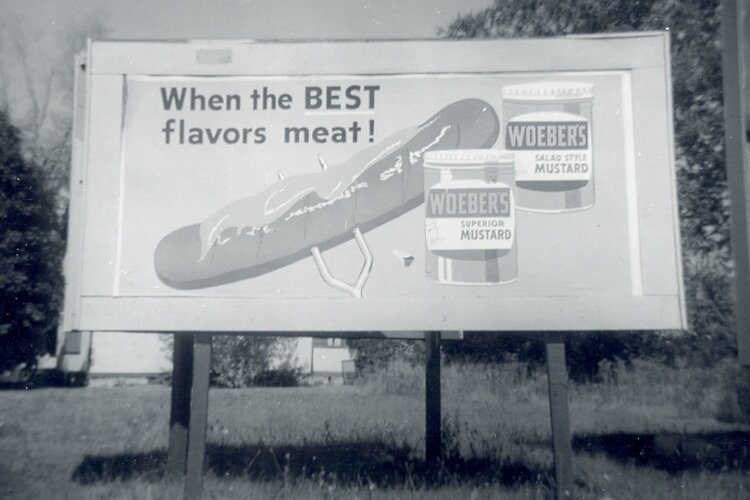 When the BEST
flavors meat!
WOEBER'S
SALAD STYLE
MUSTARD
WOEBER'S
SUPERIOR
MUSTARD